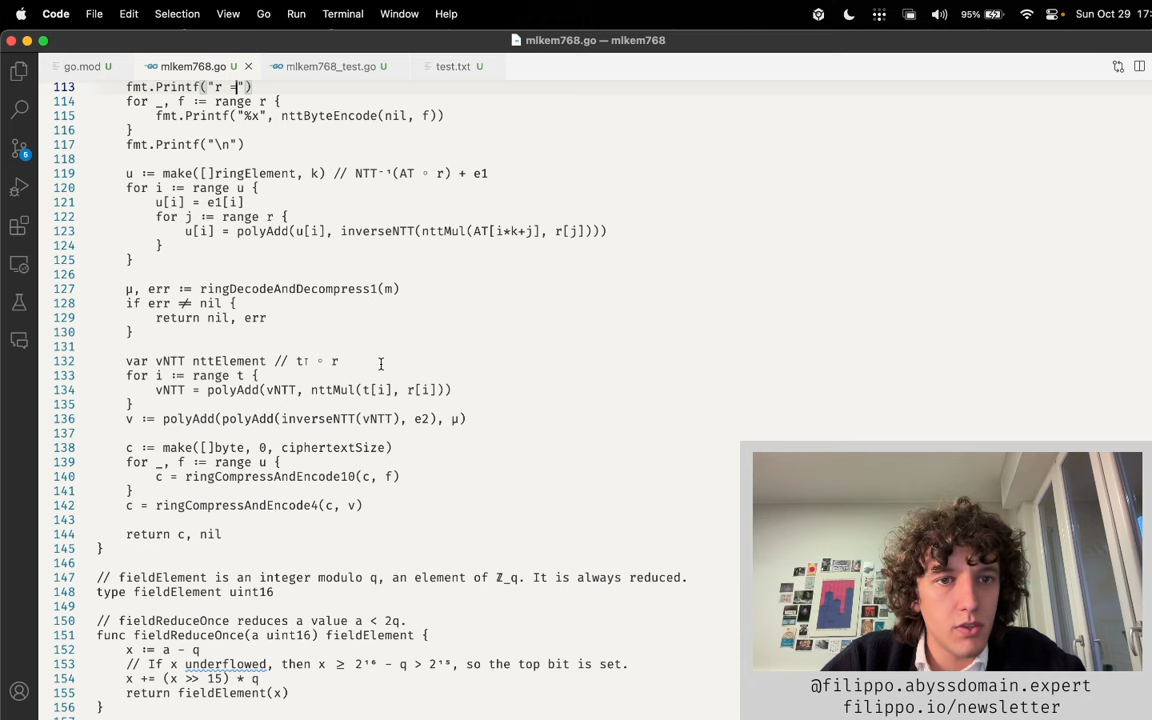 Code File Edit Selection View Go Run Terminal Window Help 95% Sun Oct 29 17:
mlkem768.go — mlkem768
go.mod U mlkem768.go U mlkem768_test.go U test.txt U
113 fmt.Printf("r =")
114 for _, f := range r {
115 fmt.Printf("%x", nttByteEncode(nil, f))
116 }
117 fmt.Printf("\n")
118
119 u := make([]ringElement, k) // NTT⁻¹(AT ◦ r) + e1
120 for i := range u {
121 u[i] = e1[i]
122 for j := range r {
123 u[i] = polyAdd(u[i], inverseNTT(nttMul(AT[i*k+j], r[j])))
124 }
125 }
126
127 μ, err := ringDecodeAndDecompress1(m)
128 if err ≠ nil {
129 return nil, err
130 }
131
132 var vNTT nttElement // t⊺ ◦ r
133 for i := range t {
134 vNTT = polyAdd(vNTT, nttMul(t[i], r[i]))
135 }
136 v := polyAdd(polyAdd(inverseNTT(vNTT), e2), μ)
137
138 c := make([]byte, 0, ciphertextSize)
139 for _, f := range u {
140 c = ringCompressAndEncode10(c, f)
141 }
142 c = ringCompressAndEncode4(c, v)
143
144 return c, nil
145 }
146
147 // fieldElement is an integer modulo q, an element of ℤ_q. It is always reduced.
148 type fieldElement uint16
149
150 // fieldReduceOnce reduces a value a < 2q.
151 func fieldReduceOnce(a uint16) fieldElement {
152 x := a - q
153 // If x underflowed, then x ≥ 2¹⁶ - q > 2¹⁵, so the top bit is set.
154 x += (x >> 15) * q
155 return fieldElement(x)
156 }
5
@filippo.abyssdomain.expert
filippo.io/newsletter